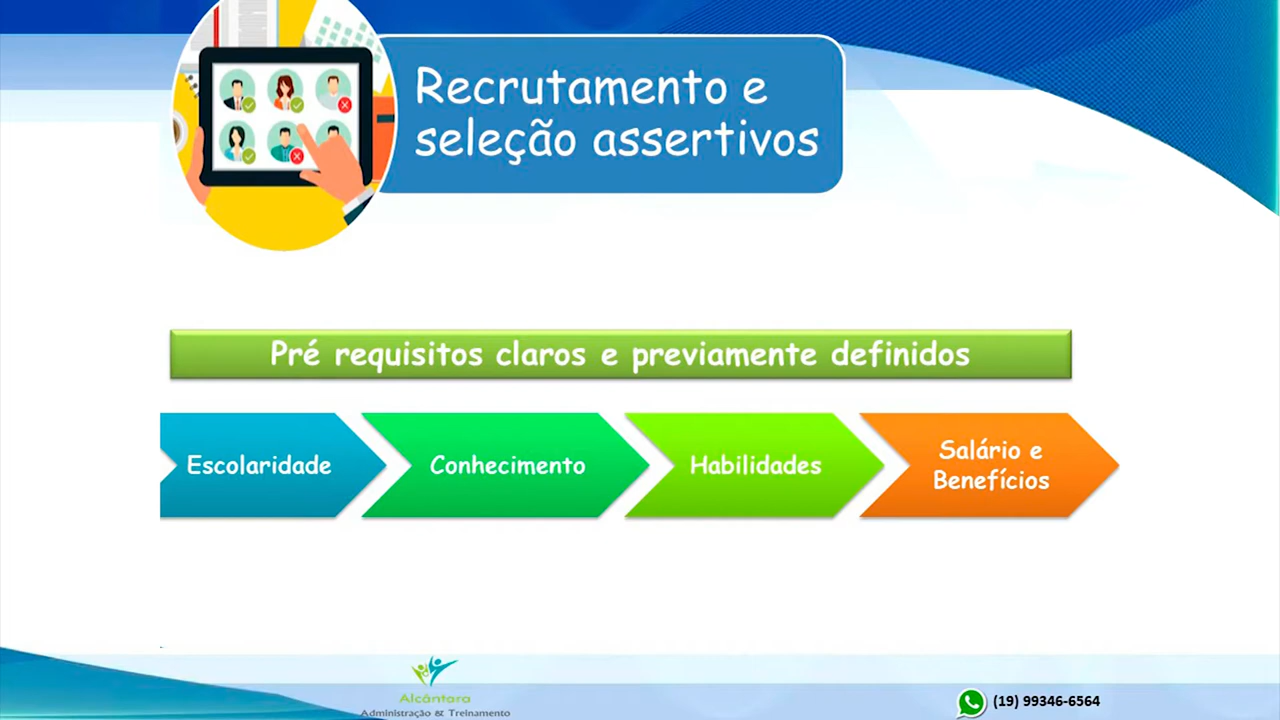 Recrutamento e
seleção assertivos
Pré requisitos claros e previamente definidos
Escolaridade
Conhecimento
Habilidades
Salário e
Benefícios
Alcântara
Administração & Treinamento
(19) 99346-6564